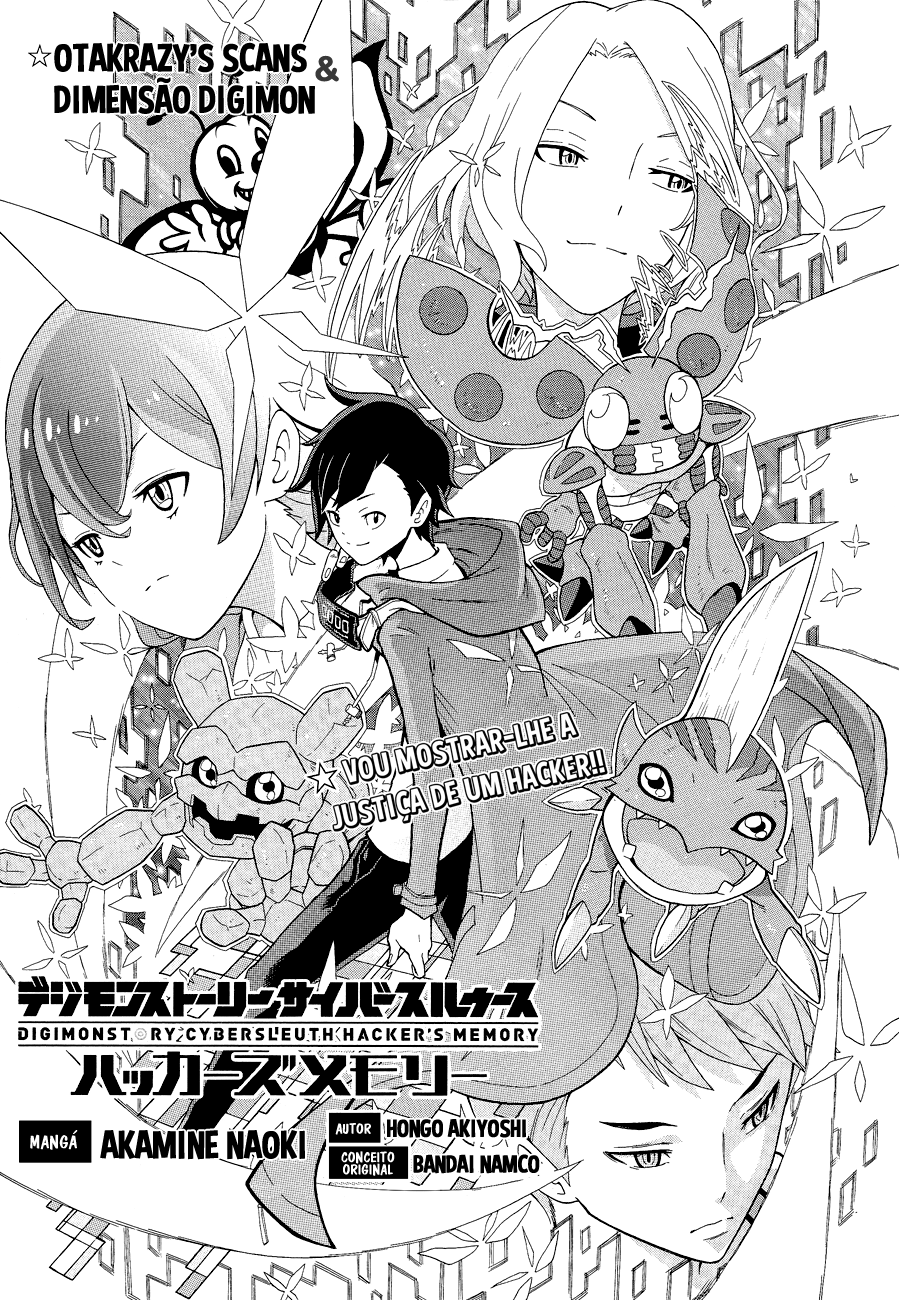 ☆OTAKRAZY'S SCANS &
DIMENSÃO DIGIMON
☆ VOU MOSTRAR-LHE A
JUSTIÇA DE UM HACKER!!
デジモンストーリー サイバースルゥース
DIGIMONSTORY CYBERSLEUTH HACKER'S MEMORY
ハッカーズメモリー
MANGÁ AKAMINE NAOKI
AUTOR HONGO AKIYOSHI
CONCEITO
ORIGINAL BANDAI NAMCO